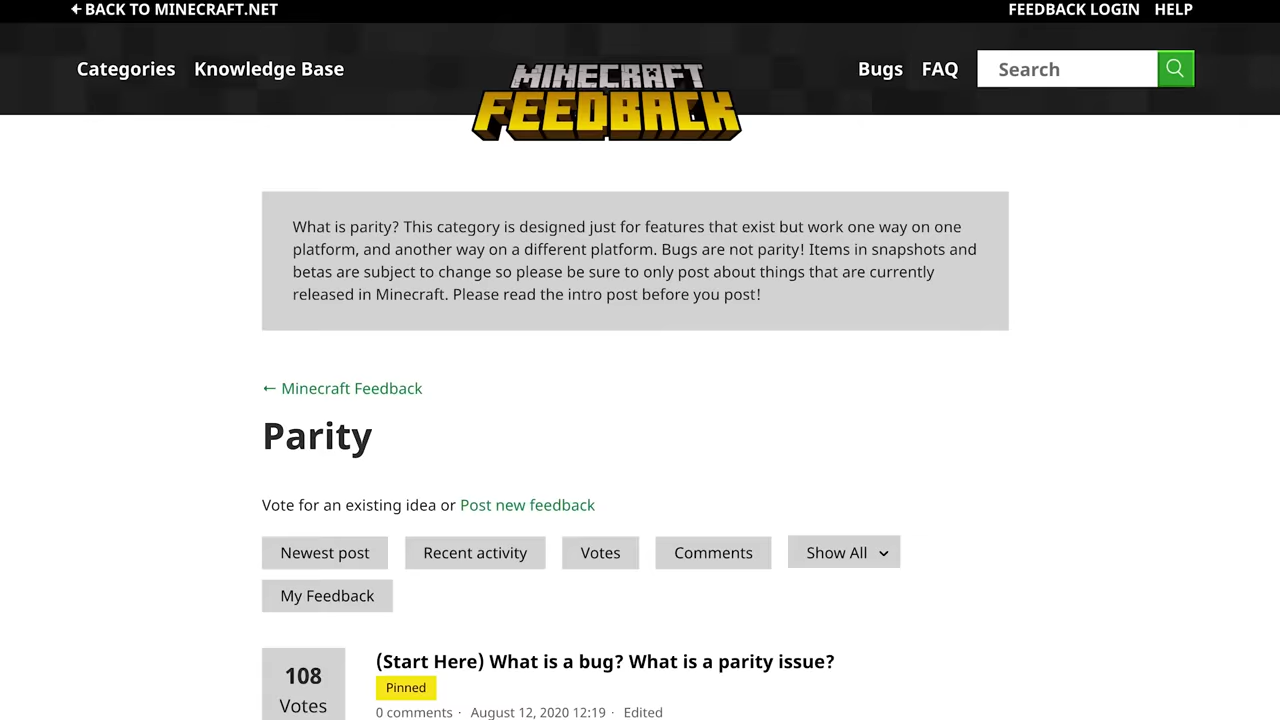 BACK TO MINECRAFT.NET
FEEDBACK LOGIN HELP
Categories Knowledge Base
MINECRAFT
FEEDBACK
Bugs FAQ Search
What is parity? This category is designed just for features that exist but work one way on one
platform, and another way on a different platform. Bugs are not parity! Items in snapshots and
betas are subject to change so please be sure to only post about things that are currently
released in Minecraft. Please read the intro post before you post!
← Minecraft Feedback
Parity
Vote for an existing idea or Post new feedback
Newest post Recent activity Votes Comments Show All
My Feedback
108
Votes
(Start Here) What is a bug? What is a parity issue?
Pinned
0 comments · August 12, 2020 12:19 · Edited